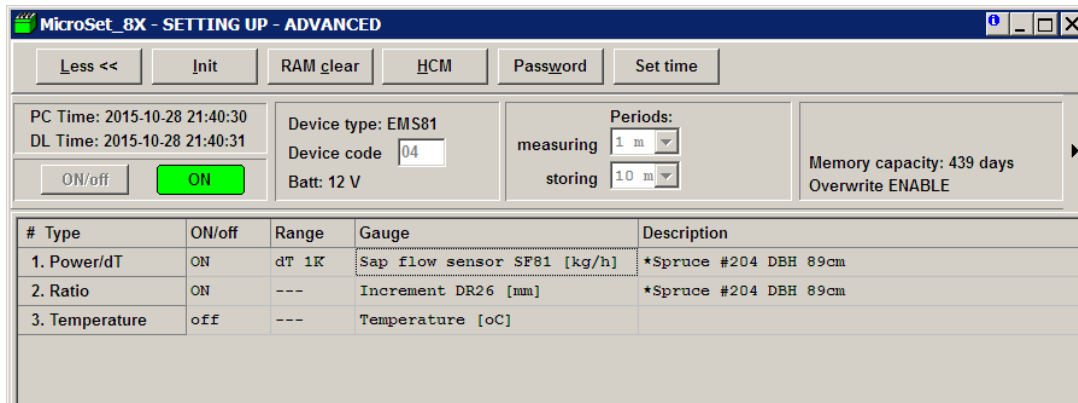 MicroSet_8X - SETTING UP - ADVANCED
Less << Init RAM clear HCM Password Set time
PC Time: 2015-10-28 21:40:30
DL Time: 2015-10-28 21:40:31
ON/off ON
Device type: EMS81
Device code 04
Batt: 12 V
Periods:
measuring 1 m
storing 10 m
Memory capacity: 439 days
Overwrite ENABLE
# Type ON/off Range Gauge Description
1. Power/dT ON dT 1K Sap flow sensor SF81 [kg/h] *Spruce #204 DBH 89cm
2. Ratio ON --- Increment DR26 [mm] *Spruce #204 DBH 89cm
3. Temperature off --- Temperature [oC]